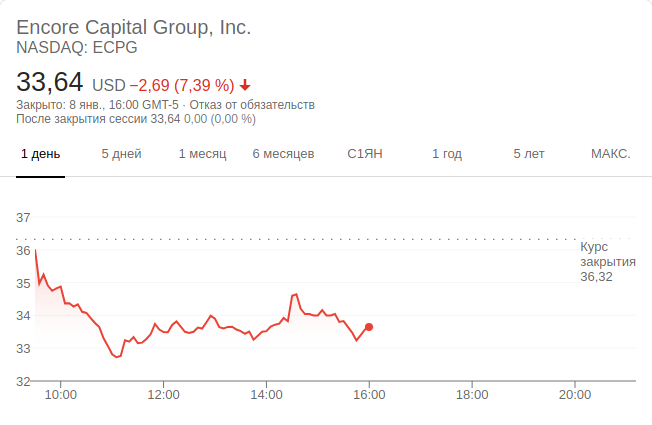 Encore Capital Group, Inc.
NASDAQ: ECPG
33,64 USD −2,69 (7,39 %)
Закрыто: 8 янв., 16:00 GMT-5 · Отказ от обязательств
После закрытия сессии 33,64 0,00 (0,00 %)
1 день 5 дней 1 месяц 6 месяцев С1ЯН 1 год 5 лет МАКС.
37
36
35
34
33
32
Курс
закрытия
36,32
10:00 12:00 14:00 16:00 18:00 20:00